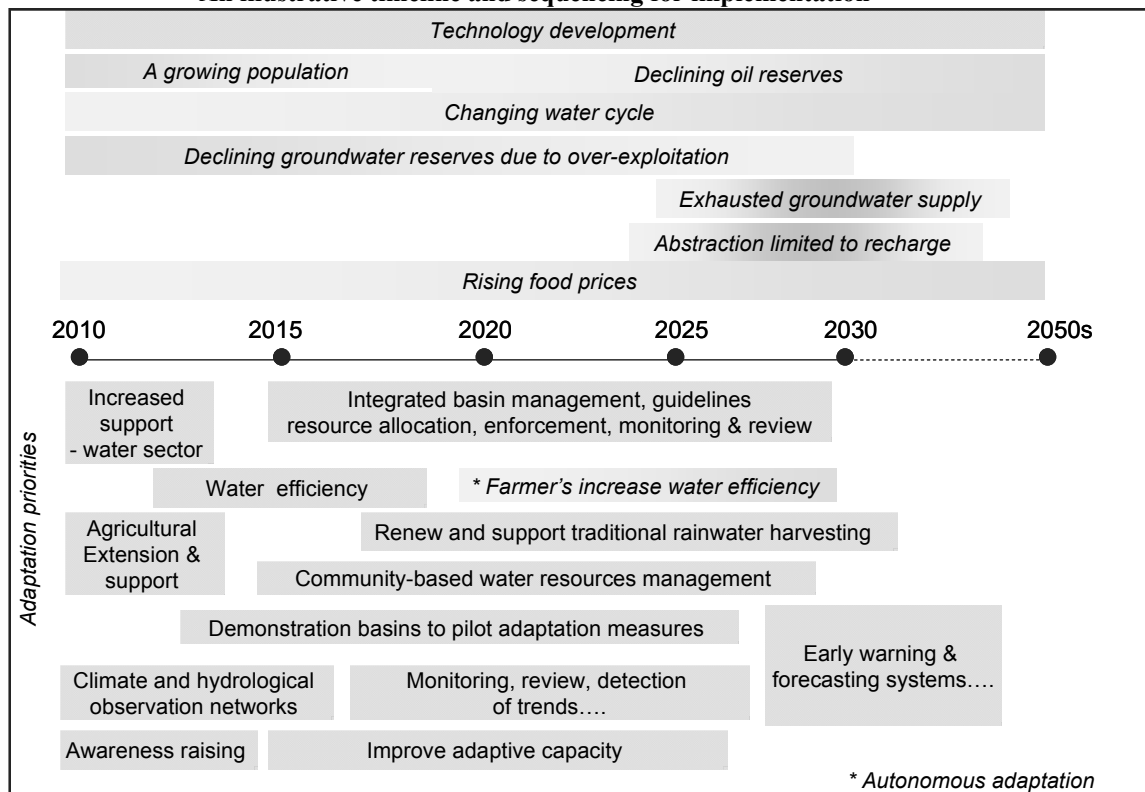 An illustrative timeline and sequencing for implementation
Technology development
A growing population
Declining oil reserves
Changing water cycle
Declining groundwater reserves due to over-exploitation
Exhausted groundwater supply
Abstraction limited to recharge
Rising food prices
2010 2015 2020 2025 2030 2050s
Adaptation priorities
Increased
support
- water sector
Integrated basin management, guidelines
resource allocation, enforcement, monitoring & review
Water efficiency
* Farmer's increase water efficiency
Agricultural
Extension &
support
Renew and support traditional rainwater harvesting
Community-based water resources management
Demonstration basins to pilot adaptation measures
Early warning &
forecasting systems....
Climate and hydrological
observation networks
Monitoring, review, detection
of trends....
Awareness raising
Improve adaptive capacity
* Autonomous adaptation